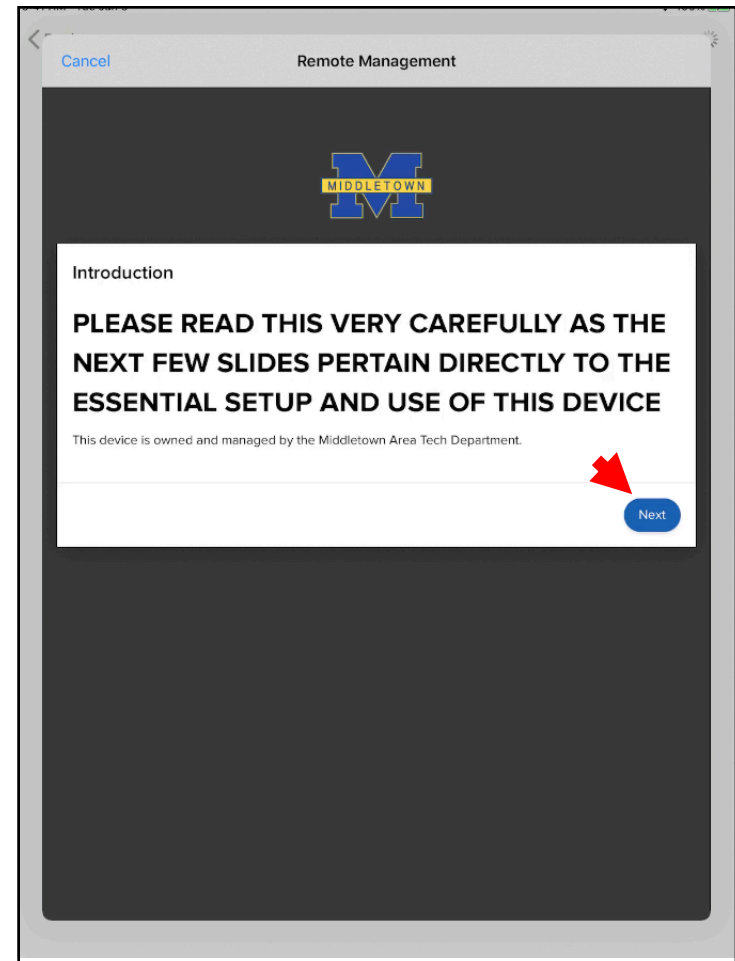 Cancel
Remote Management
MIDDLETOWN
Introduction
PLEASE READ THIS VERY CAREFULLY AS THE
NEXT FEW SLIDES PERTAIN DIRECTLY TO THE
ESSENTIAL SETUP AND USE OF THIS DEVICE
This device is owned and managed by the Middletown Area Tech Department.
Next